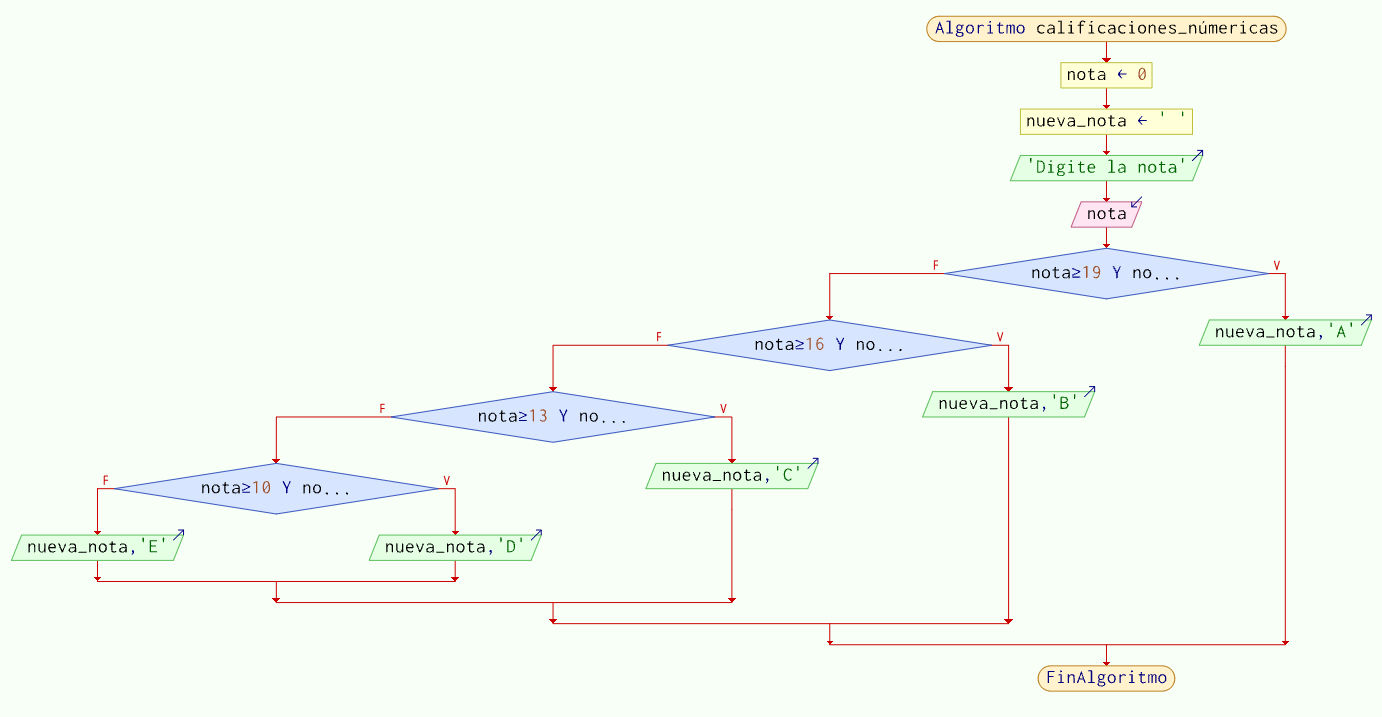 Algoritmo calificaciones_númericas
nota ← 0
nueva_nota ← ' '
'Digite la nota'
nota
nota≥19 Y no...
F
V
nueva_nota,'A'
nota≥16 Y no...
F
V
nueva_nota,'B'
nota≥13 Y no...
F
V
nueva_nota,'C'
nota≥10 Y no...
F
V
nueva_nota,'E'
nueva_nota,'D'
FinAlgoritmo